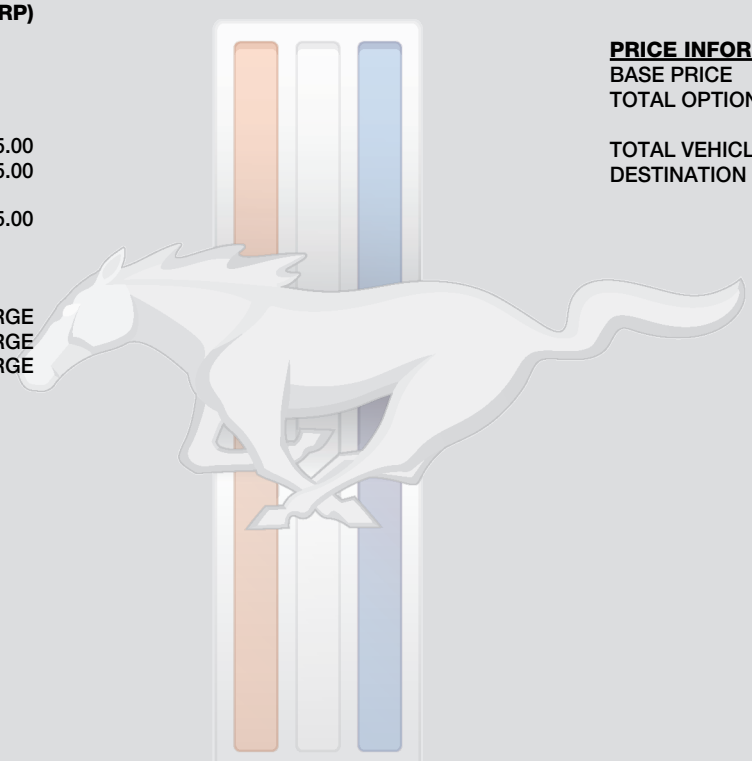 RP)
5.00
5.00
5.00
RGE
RGE
RGE
PRICE INFOR
BASE PRICE
TOTAL OPTION
TOTAL VEHICL
DESTINATION